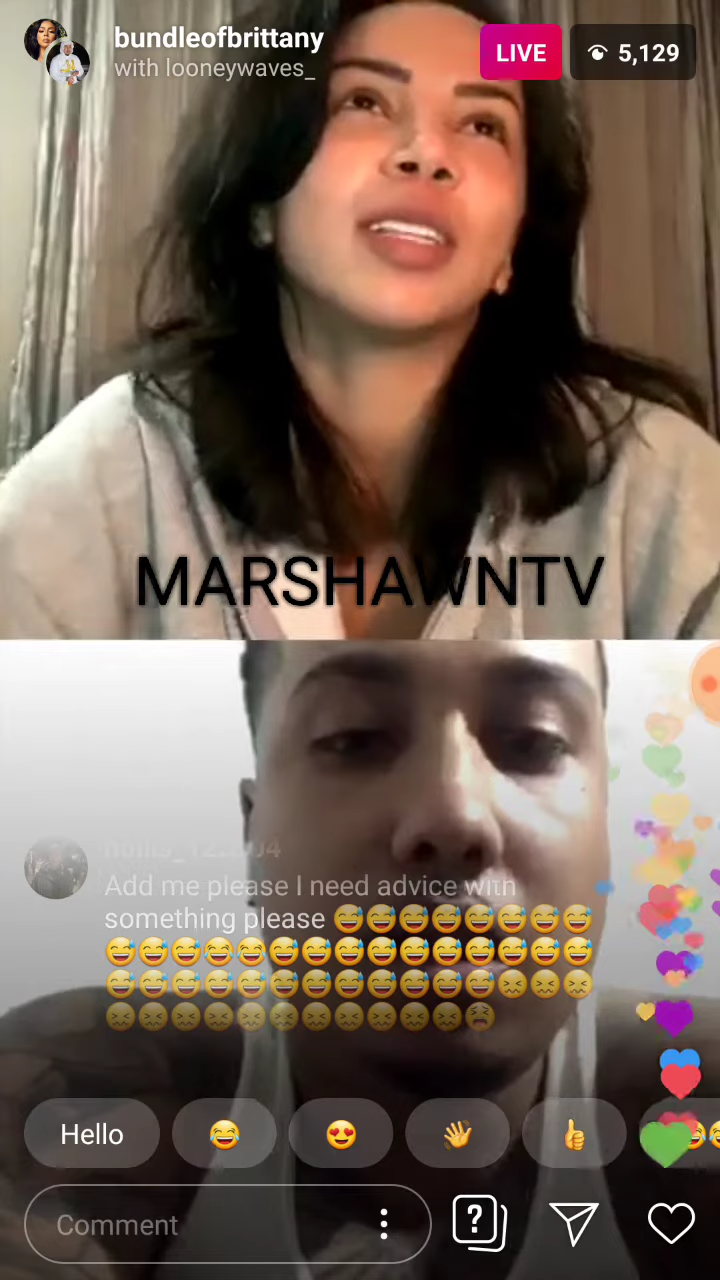 bundleofbrittany
with looneywaves_
LIVE
5,129
MARSHAWNTV
Add me please I need advice with
something please 😅😅😅😅😅😅😅😅
😅😅😅😂😂😅😅😅😅😅😅😅😅😅😅
😅😅😅😅😅😅😅😅😅😅😅😅😖😖😖
😖😖😖😖😖😖😖😖😖😖😖😫
Hello 😂 😍 👋 👍
Comment